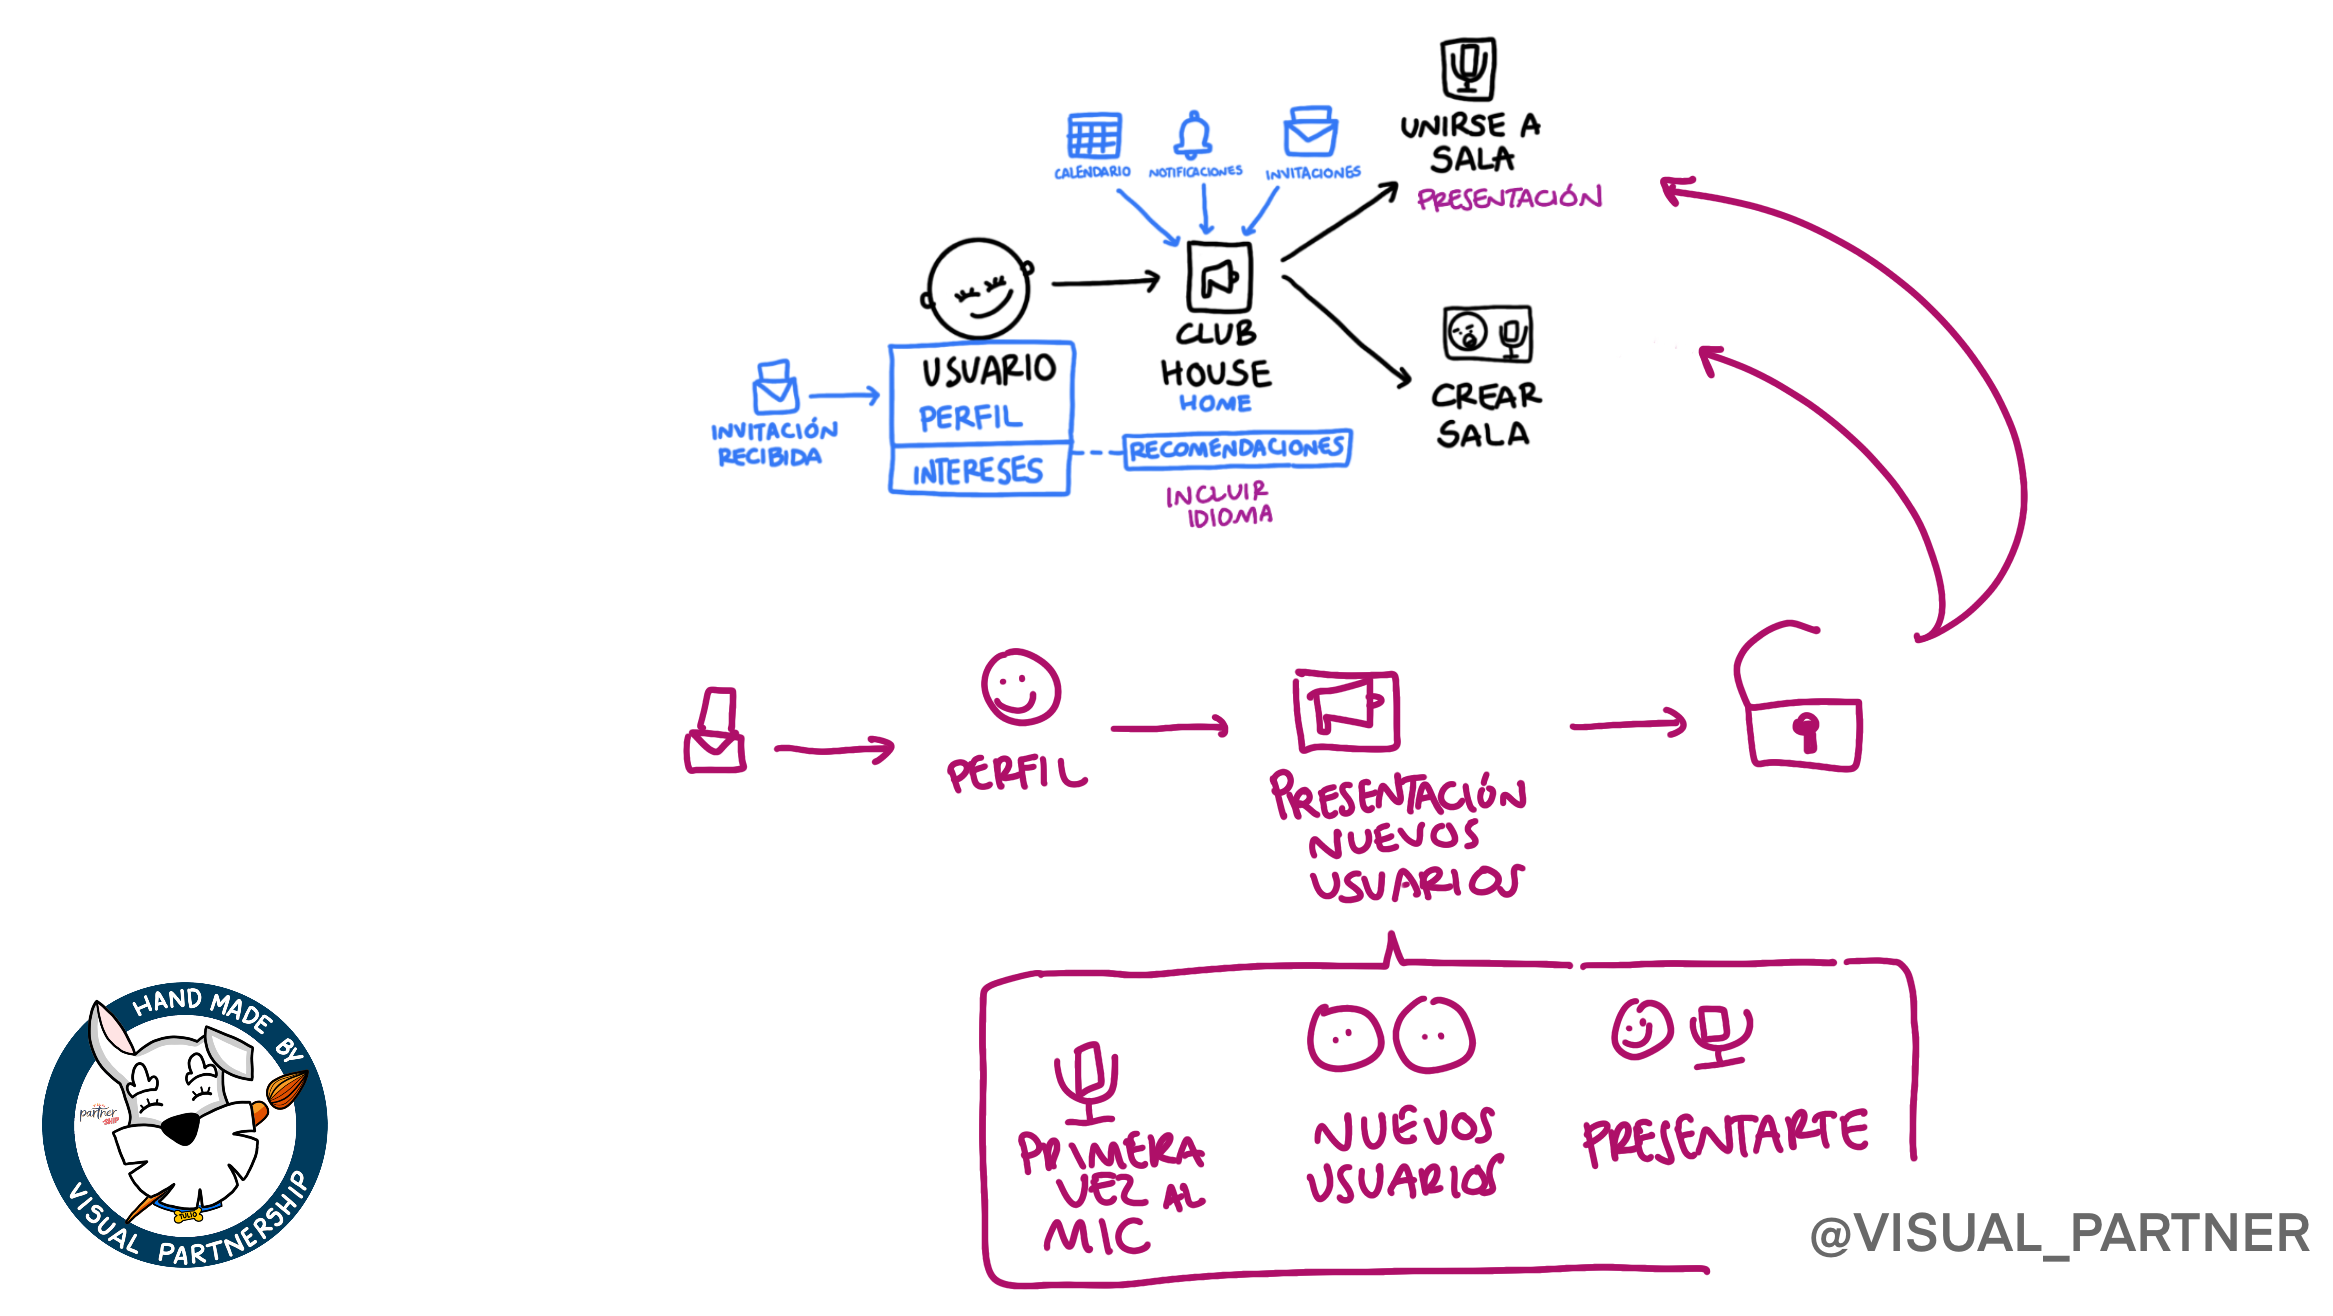 UNIRSE A
SALA
PRESENTACIÓN
CALENDARIO
NOTIFICACIONES
INVITACIONES
CLUB
HOUSE
HOME
USUARIO
PERFIL
INTERESES
INVITACIÓN
RECIBIDA
RECOMENDACIONES
INCLUIR
IDIOMA
CREAR
SALA
PERFIL
PRESENTACIÓN
NUEVOS
USUARIOS
PRIMERA
VEZ AL
MIC
NUEVOS
USUARIOS
PRESENTARTE
HAND MADE BY
partner
TULIO
VISUAL PARTNERSHIP
@VISUAL_PARTNER